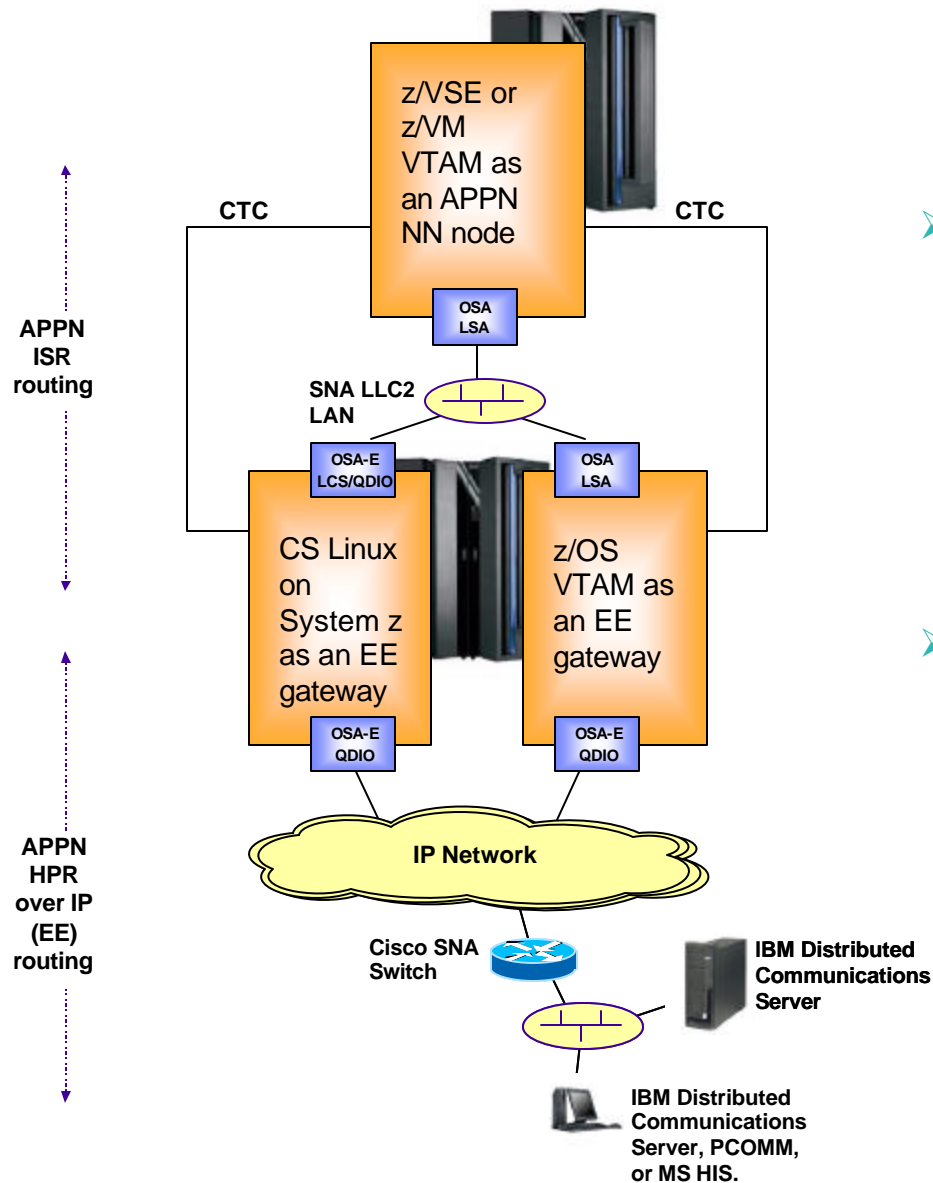 z/VSE or
z/VM
VTAM as
an APPN
NN node
CTC
CTC
OSA
LSA
APPN
ISR
routing
SNA LLC2
LAN
OSA-E
LCS/QDIO
OSA
LSA
CS Linux
on
System z
as an EE
gateway
z/OS
VTAM as
an EE
gateway
OSA-E
QDIO
OSA-E
QDIO
APPN
HPR
over IP
(EE)
routing
IP Network
Cisco SNA
Switch
IBM Distributed
Communications
Server
IBM Distributed
Communications
Server, PCOMM,
or MS HIS.